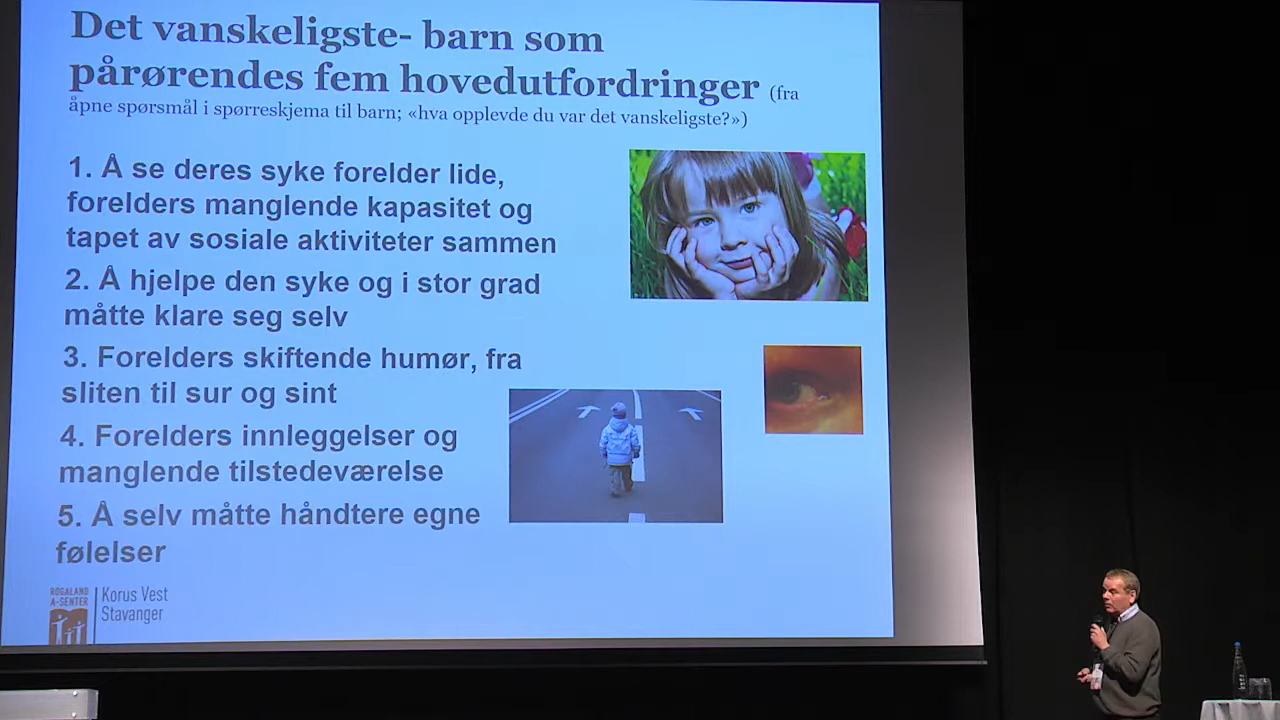 Det vanskeligste- barn som
pårørendes fem hovedutfordringer (fra
åpne spørsmål i spørreskjema til barn; «hva opplevde du var det vanskeligste?»)
1. Å se deres syke forelder lide,
forelders manglende kapasitet og
tapet av sosiale aktiviteter sammen
2. Å hjelpe den syke og i stor grad
måtte klare seg selv
3. Forelders skiftende humør, fra
sliten til sur og sint
4. Forelders innleggelser og
manglende tilstedeværelse
5. Å selv måtte håndtere egne
følelser
ROGALAND
A-SENTER
Korus Vest
Stavanger